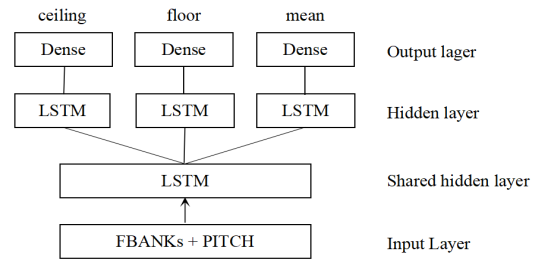 ceiling floor mean
Dense Dense Dense Output lager
LSTM LSTM LSTM Hidden layer
LSTM Shared hidden layer
FBANKs + PITCH Input Layer